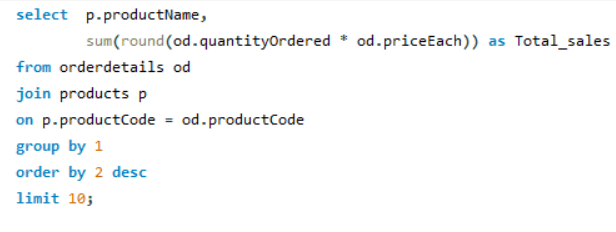 select  p.productName,
        sum(round(od.quantityOrdered * od.priceEach)) as Total_sales
from orderdetails od
join products p
on p.productCode = od.productCode
group by 1
order by 2 desc
limit 10;